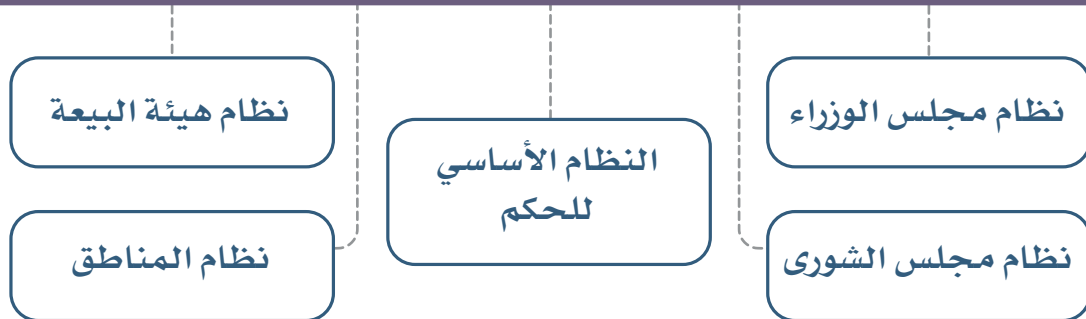 نظام مجلس الوزراء
نظام هيئة البيعة
النظام الأساسي
للحكم
نظام مجلس الشورى
نظام المناطق